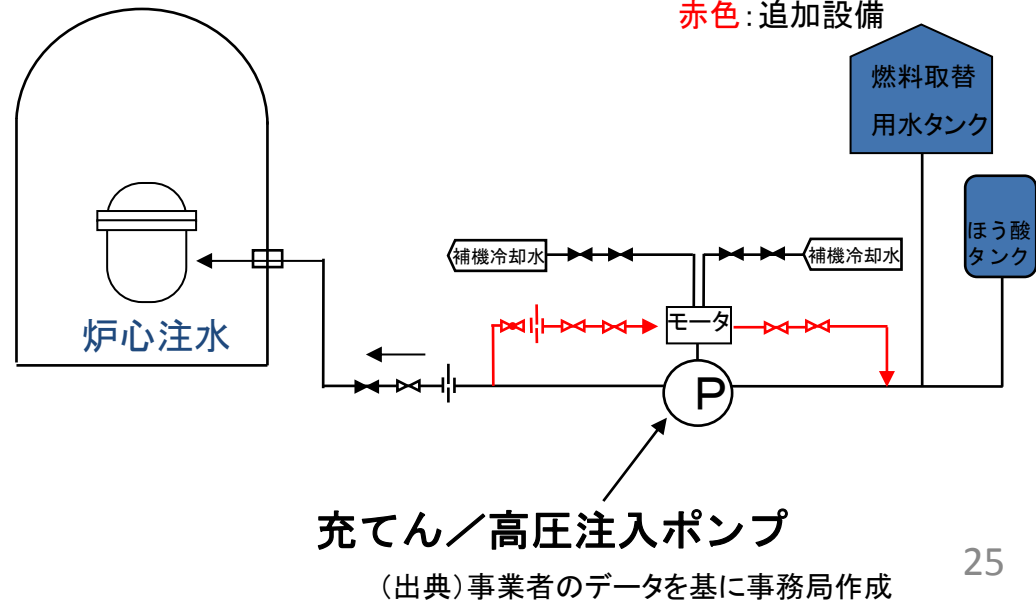 赤色：追加設備
燃料取替
用水タンク
ほう酸
タンク
補機冷却水
補機冷却水
モータ
炉心注水
P
充てん／高圧注入ポンプ
（出典）事業者のデータを基に事務局作成
25